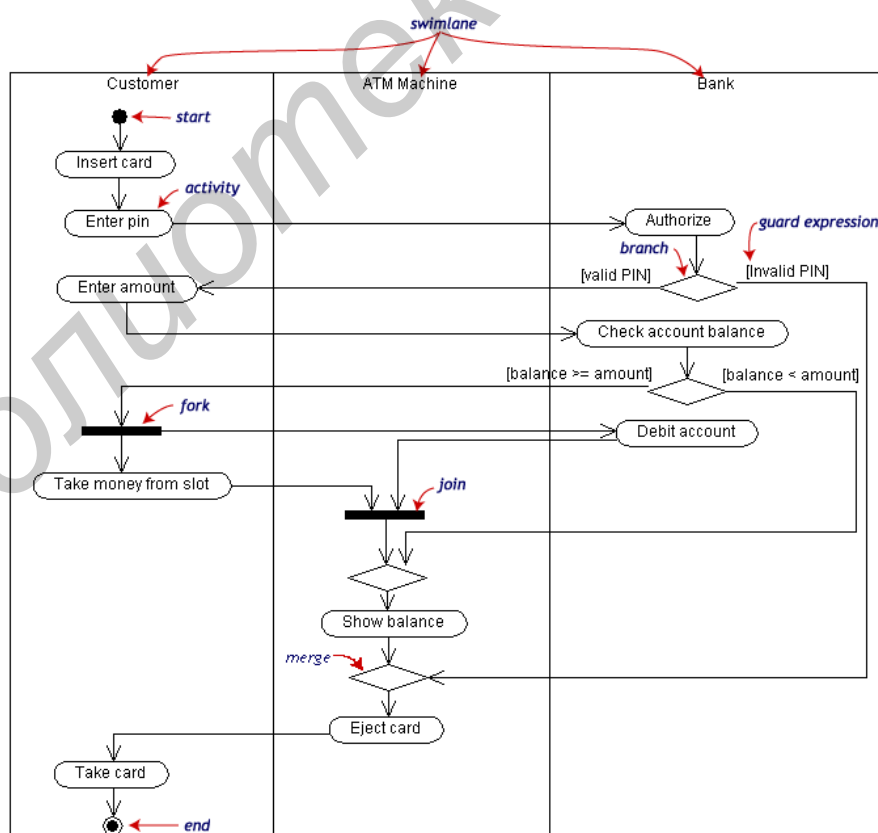 swimlane
Customer
ATM Machine
Bank
start
Insert card
activity
Enter pin
Authorize
guard expression
branch
[valid PIN]
[Invalid PIN]
Enter amount
Check account balance
[balance >= amount]
[balance < amount]
fork
Debit account
Take money from slot
join
Show balance
merge
Eject card
Take card
end